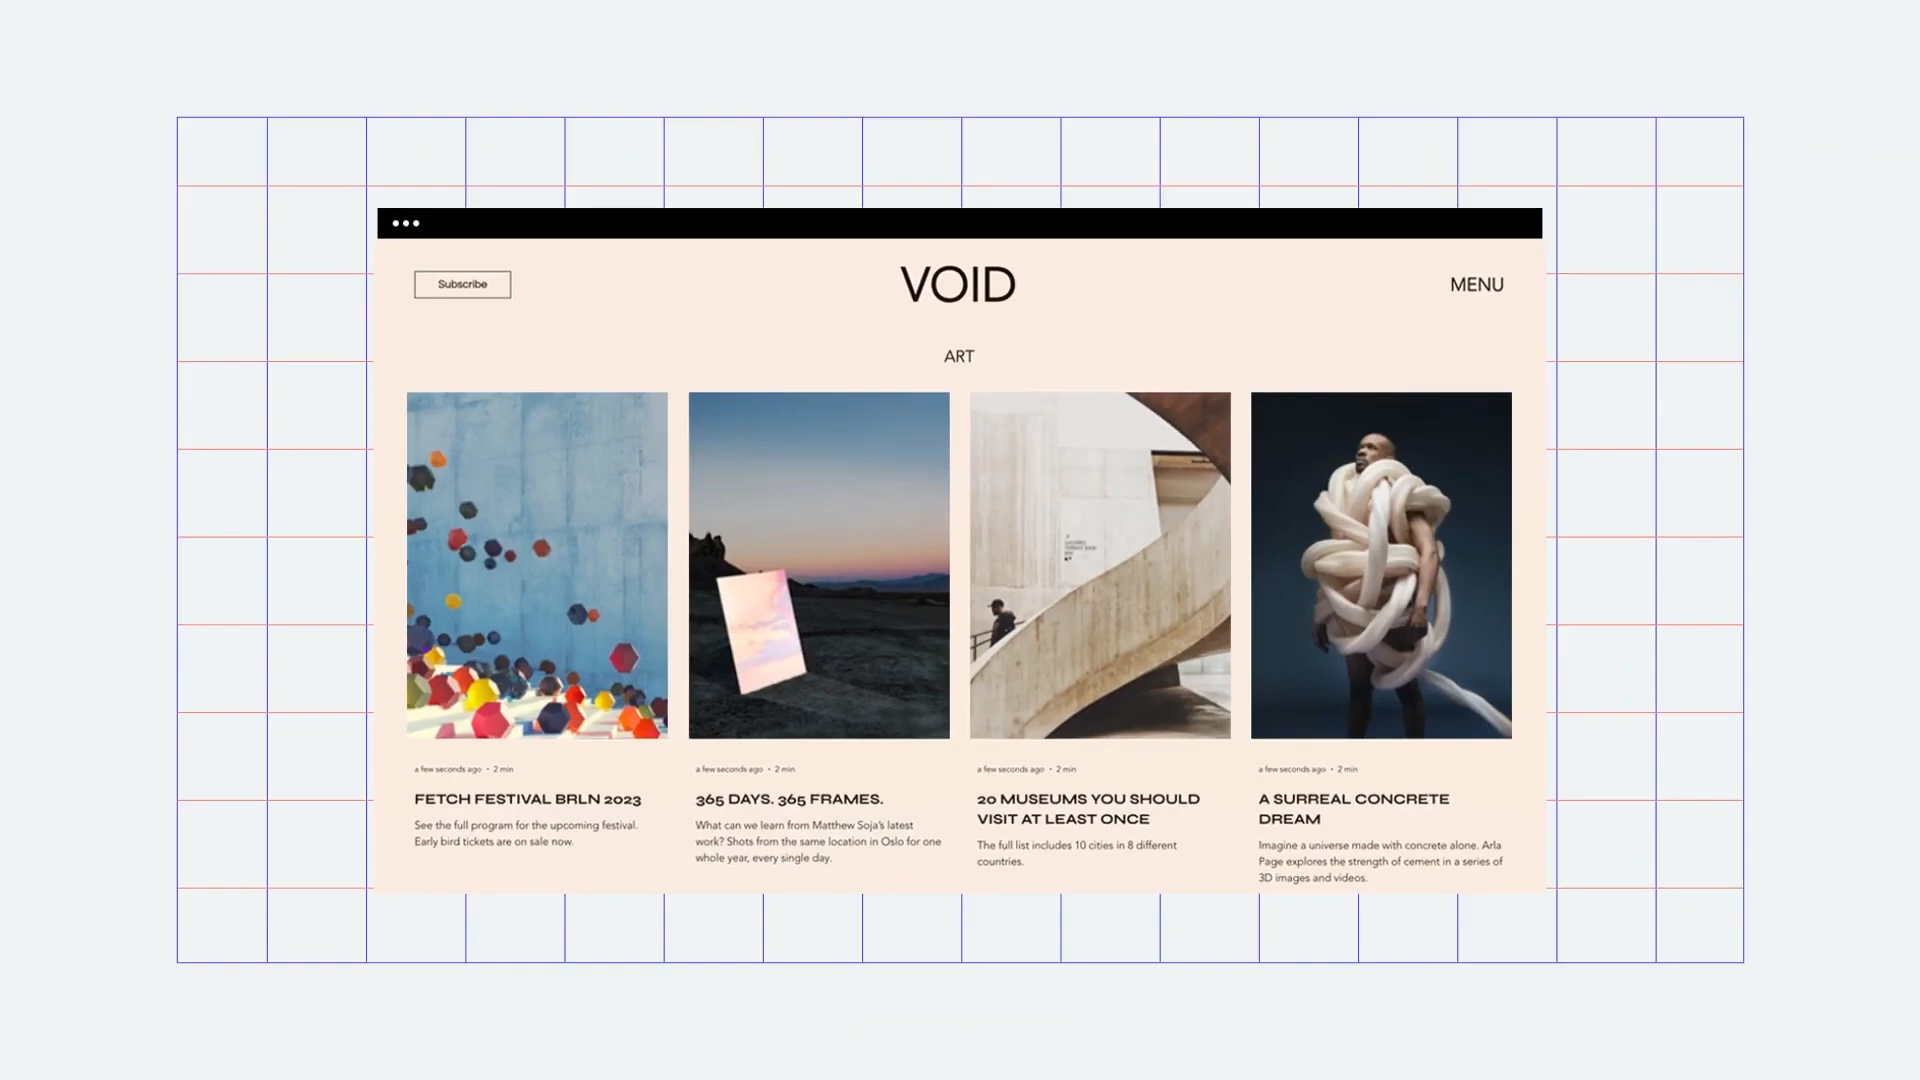 Subscribe
VOID
MENU
ART
a few seconds ago • 2 min
FETCH FESTIVAL BRLN 2023
See the full program for the upcoming festival.
Early bird tickets are on sale now.
a few seconds ago • 2 min
365 DAYS. 365 FRAMES.
What can we learn from Matthew Soja's latest
work? Shots from the same location in Oslo for one
whole year, every single day.
a few seconds ago • 2 min
20 MUSEUMS YOU SHOULD
VISIT AT LEAST ONCE
The full list includes 10 cities in 8 different
countries.
a few seconds ago • 2 min
A SURREAL CONCRETE
DREAM
Imagine a universe made with concrete alone. Arla
Page explores the strength of cement in a series of
3D images and videos.